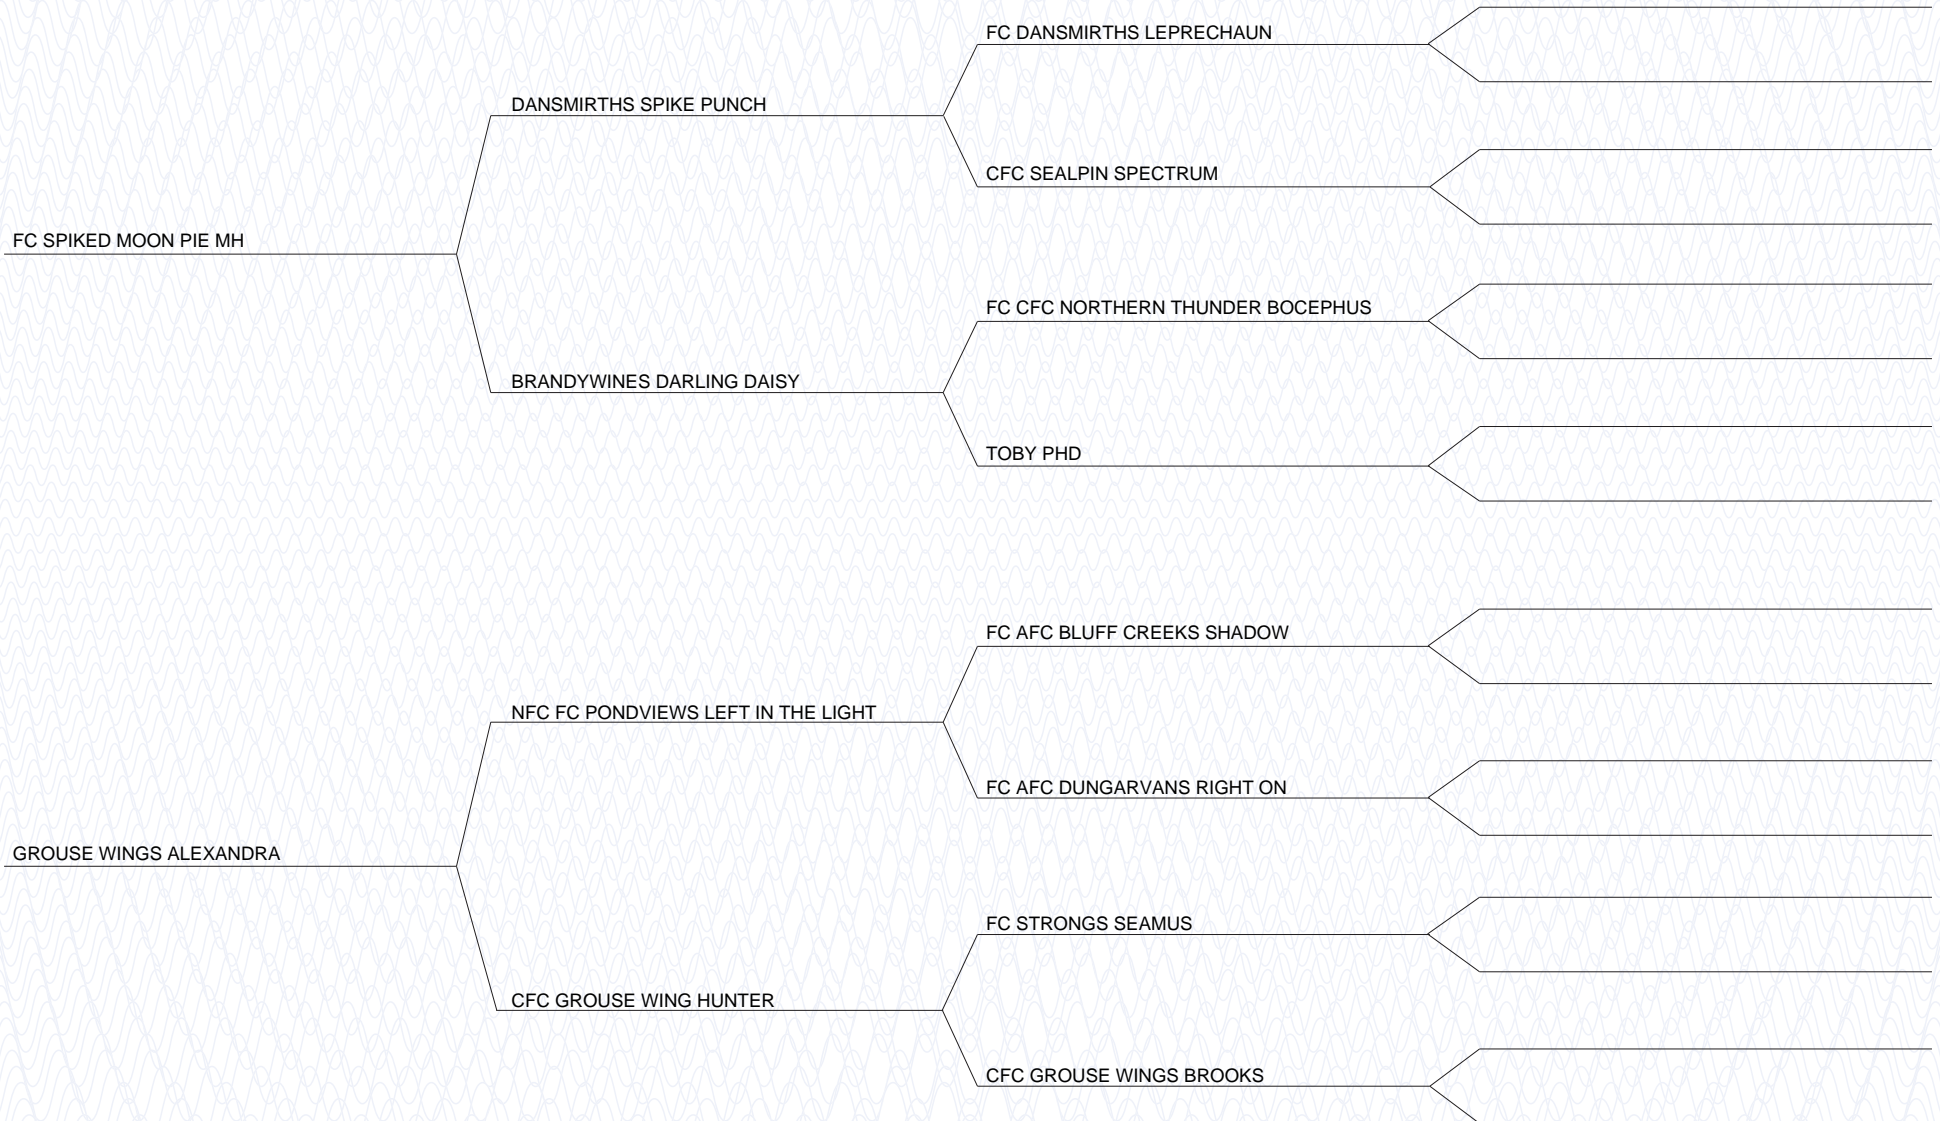 FC DANSMIRTHS LEPRECHAUN
DANSMIRTHS SPIKE PUNCH
CFC SEALPIN SPECTRUM
FC SPIKED MOON PIE MH
FC CFC NORTHERN THUNDER BOCEPHUS
BRANDYWINES DARLING DAISY
TOBY PHD
FC AFC BLUFF CREEKS SHADOW
NFC FC PONDVIEWS LEFT IN THE LIGHT
FC AFC DUNGARVANS RIGHT ON
GROUSE WINGS ALEXANDRA
FC STRONGS SEAMUS
CFC GROUSE WING HUNTER
CFC GROUSE WINGS BROOKS